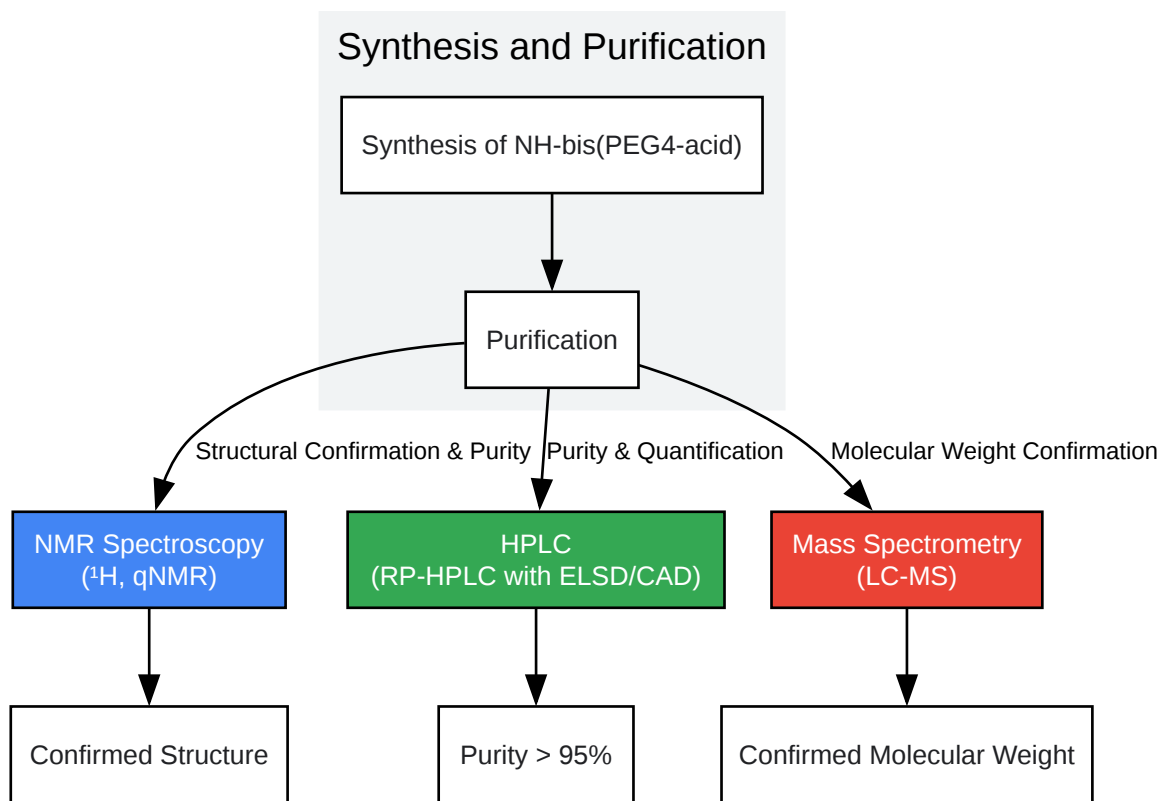 Synthesis and Purification
Synthesis of NH-bis(PEG4-acid)
Purification
Structural Confirmation & Purity
Purity & Quantification
Molecular Weight Confirmation
NMR Spectroscopy
(¹H, qNMR)
HPLC
(RP-HPLC with ELSD/CAD)
Mass Spectrometry
(LC-MS)
Confirmed Structure
Purity > 95%
Confirmed Molecular Weight